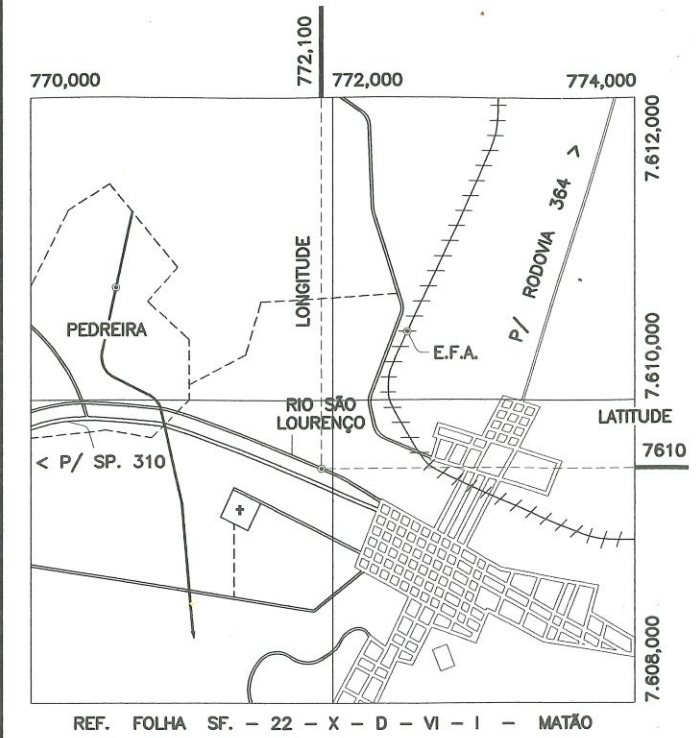 772,100
770,000
772,000
774,000
7.612,000
P/ RODOVIA 364 >
LONGITUDE
PEDREIRA
E.F.A.
7.610,000
RIO SÃO
LOURENÇO
LATITUDE
7610
< P/ SP. 310
7.608,000
REF. FOLHA SF. - 22 - X - D - VI - I - MATÃO